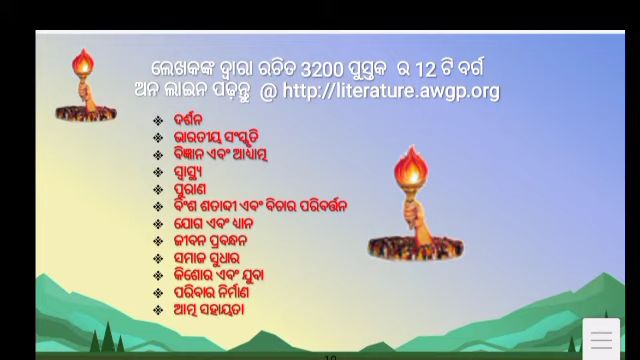 ଲେଖକଙ୍କ ଦ୍ୱାରା ରଚିତ 3200 ପୁସ୍ତକ ର 12 ଟି ବର୍ଗ
ଅନ ଲାଇନ ପଢ଼ନ୍ତୁ @ http://literature.awgp.org
❖ ଦର୍ଶନ
❖ ଭାରତୀୟ ସଂସ୍କୃତି
❖ ବିଜ୍ଞାନ ଏବଂ ଆଧ୍ୟାତ୍ମ
❖ ସ୍ୱାସ୍ଥ୍ୟ
❖ ପୁରାଣ
❖ ବିଂଶ ଶତାବ୍ଦୀ ଏବଂ ବିଚାର ପରିବର୍ତ୍ତନ
❖ ଯୋଗ ଏବଂ ଧ୍ୟାନ
❖ ଜୀବନ ପ୍ରବନ୍ଧନ
❖ ସମାଜ ସୁଧାର
❖ କିଶୋର ଏବଂ ଯୁବା
❖ ପରିବାର ନିର୍ମାଣ
❖ ଆତ୍ମ ସହାୟତା